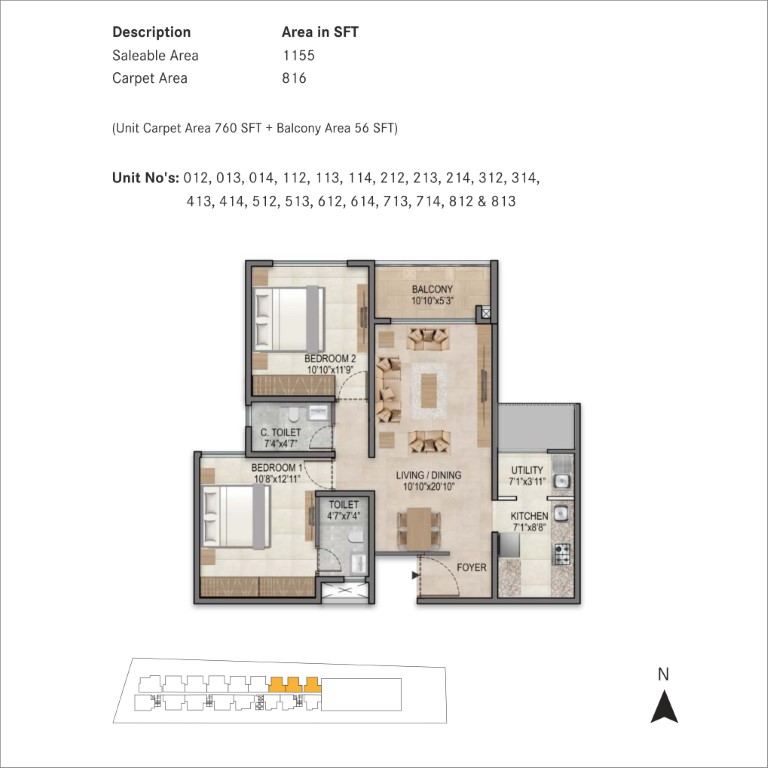 Description Area in SFT
Saleable Area 1155
Carpet Area 816
(Unit Carpet Area 760 SFT + Balcony Area 56 SFT)
Unit No's: 012, 013, 014, 112, 113, 114, 212, 213, 214, 312, 314,
413, 414, 512, 513, 612, 614, 713, 714, 812 & 813
BALCONY
10'10"x5'3"
BEDROOM 2
10'10"x11'9"
C. TOILET
7'4"x4'7"
BEDROOM 1
10'8"x12'11"
LIVING / DINING
10'10"x20'10"
UTILITY
7'1"x3'11"
TOILET
4'7"x7'4"
KITCHEN
7'1"x8'8"
FOYER
N